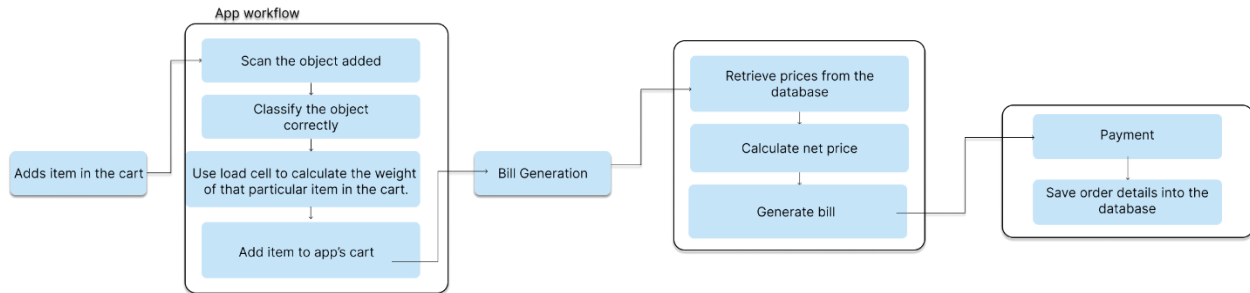 App workflow
Adds item in the cart
Scan the object added
Classify the object
correctly
Use load cell to calculate the weight
of that particular item in the cart.
Add item to app's cart
Bill Generation
Retrieve prices from the
database
Calculate net price
Generate bill
Payment
Save order details into the
database